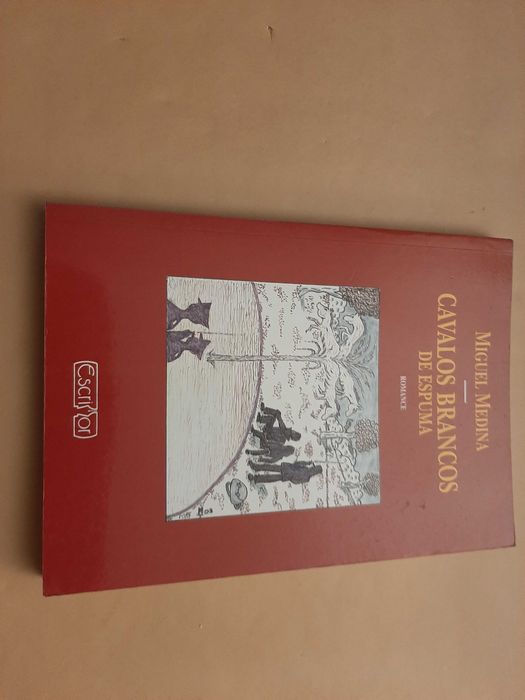 MIGUEL MEDINA
CAVALOS BRANCOS
DE ESPUMA
ROMANCE
Escritor